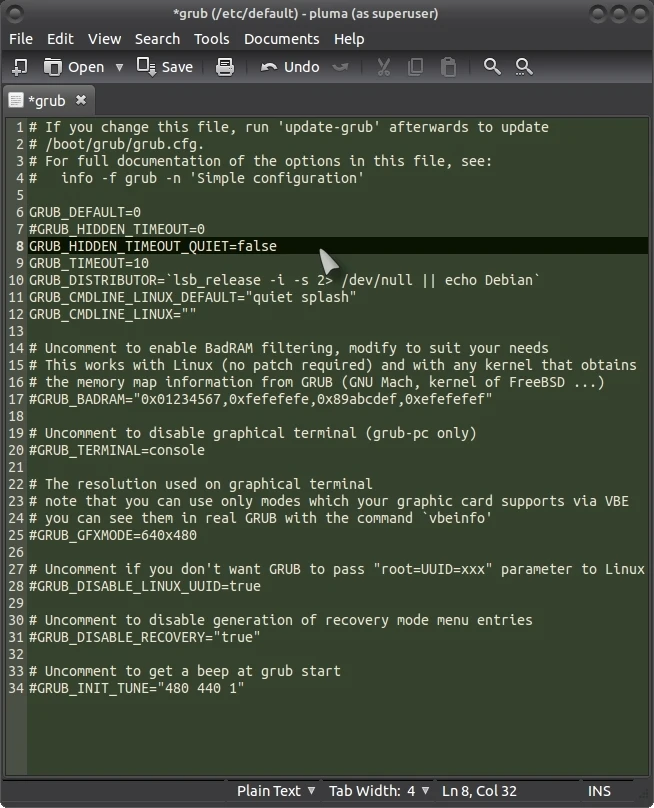 *grub (/etc/default) - pluma (as superuser)
File Edit View Search Tools Documents Help
Open Save Undo
*grub
1 # If you change this file, run 'update-grub' afterwards to update
2 # /boot/grub/grub.cfg.
3 # For full documentation of the options in this file, see:
4 #   info -f grub -n 'Simple configuration'
5
6 GRUB_DEFAULT=0
7 #GRUB_HIDDEN_TIMEOUT=0
8 GRUB_HIDDEN_TIMEOUT_QUIET=false
9 GRUB_TIMEOUT=10
10 GRUB_DISTRIBUTOR=`lsb_release -i -s 2> /dev/null || echo Debian`
11 GRUB_CMDLINE_LINUX_DEFAULT="quiet splash"
12 GRUB_CMDLINE_LINUX=""
13
14 # Uncomment to enable BadRAM filtering, modify to suit your needs
15 # This works with Linux (no patch required) and with any kernel that obtains
16 # the memory map information from GRUB (GNU Mach, kernel of FreeBSD ...)
17 #GRUB_BADRAM="0x01234567,0xfefefefe,0x89abcdef,0xefefefef"
18
19 # Uncomment to disable graphical terminal (grub-pc only)
20 #GRUB_TERMINAL=console
21
22 # The resolution used on graphical terminal
23 # note that you can use only modes which your graphic card supports via VBE
24 # you can see them in real GRUB with the command `vbeinfo'
25 #GRUB_GFXMODE=640x480
26
27 # Uncomment if you don't want GRUB to pass "root=UUID=xxx" parameter to Linux
28 #GRUB_DISABLE_LINUX_UUID=true
29
30 # Uncomment to disable generation of recovery mode menu entries
31 #GRUB_DISABLE_RECOVERY="true"
32
33 # Uncomment to get a beep at grub start
34 #GRUB_INIT_TUNE="480 440 1"
Plain Text Tab Width: 4 Ln 8, Col 32 INS